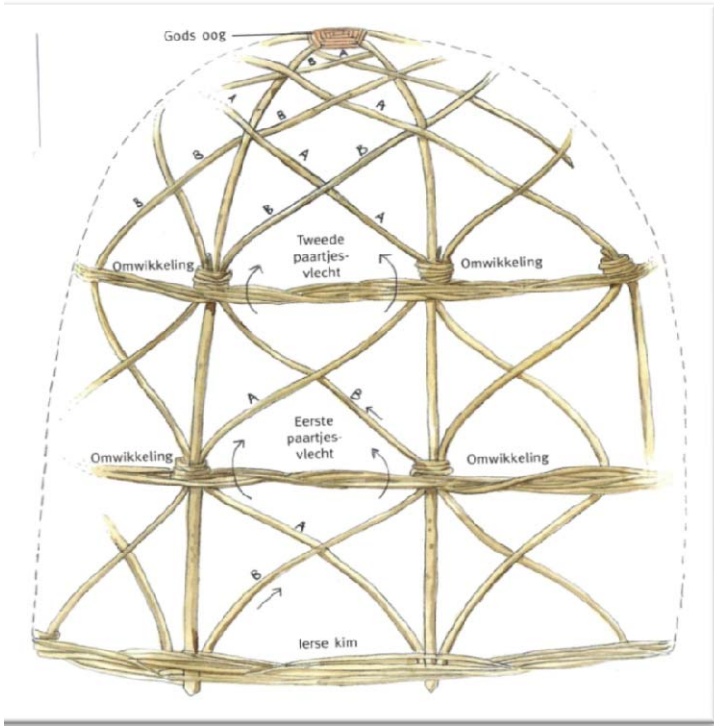 Gods oog
B A
A
B
A
B
A
B
B
B
A
Tweede
paartjes-
vlecht
Omwikkeling
Omwikkeling
A
B
Eerste
paartjes-
vlecht
Omwikkeling
Omwikkeling
A
B
Ierse kim